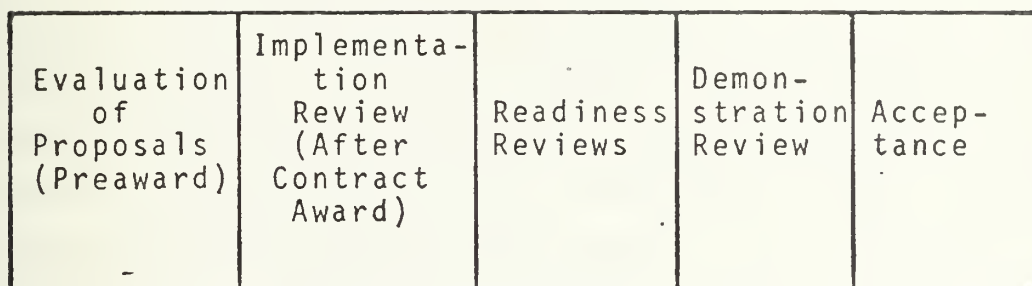 Evaluation
of
Proposals
(Preaward)
Implementa-
tion
Review
(After
Contract
Award)
Readiness
Reviews
Demon-
stration
Review
Accep-
tance